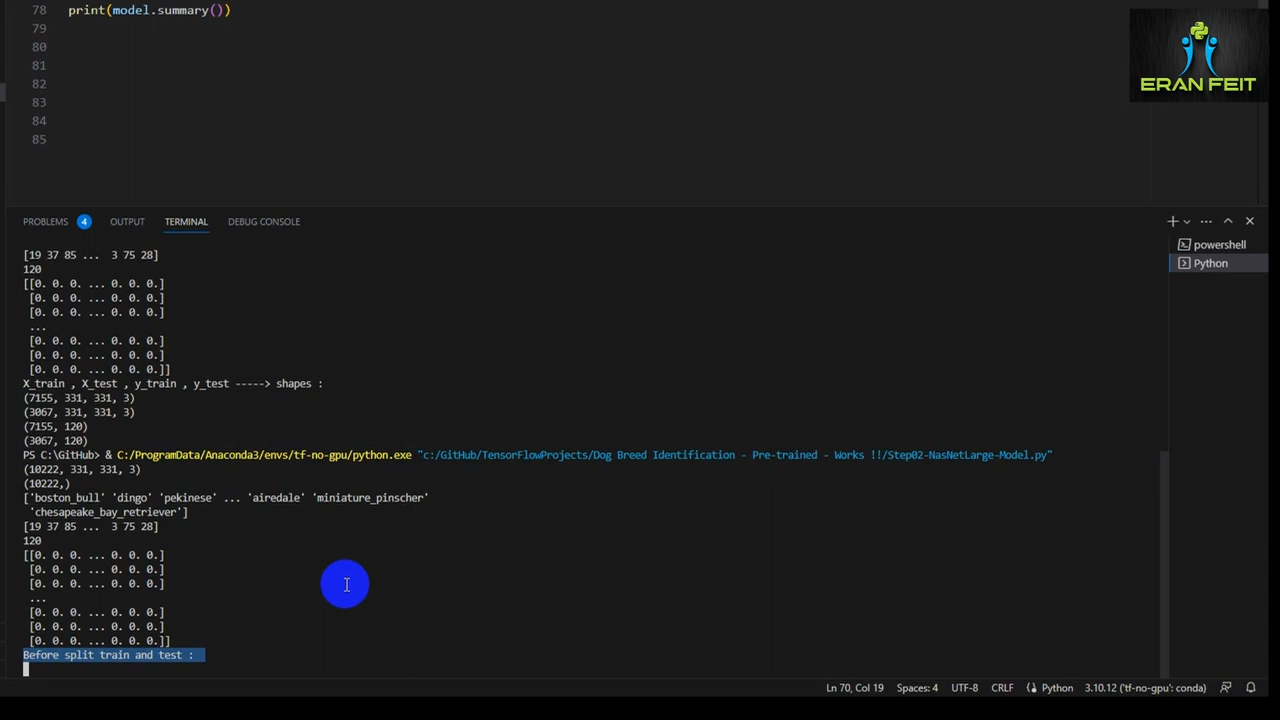 78 print(model.summary())
79
80
81
82
83
84
85
ERAN FEIT
PROBLEMS 4 OUTPUT TERMINAL DEBUG CONSOLE
powershell
Python
[19 37 85 ... 3 75 28]
120
[[0. 0. 0. ... 0. 0. 0.]
[0. 0. 0. ... 0. 0. 0.]
[0. 0. 0. ... 0. 0. 0.]
...
[0. 0. 0. ... 0. 0. 0.]
[0. 0. 0. ... 0. 0. 0.]
[0. 0. 0. ... 0. 0. 0.]]
X_train , X_test , y_train , y_test -----> shapes :
(7155, 331, 331, 3)
(3067, 331, 331, 3)
(7155, 120)
(3067, 120)
PS C:\GitHub> & C:/ProgramData/Anaconda3/envs/tf-no-gpu/python.exe "c:/GitHub/TensorFlowProjects/Dog Breed Identification - Pre-trained - Works !!/Step02-NasNetLarge-Model.py"
(10222, 331, 331, 3)
(10222,)
['boston_bull' 'dingo' 'pekinese' ... 'airedale' 'miniature_pinscher'
'chesapeake_bay_retriever']
[19 37 85 ... 3 75 28]
120
[[0. 0. 0. ... 0. 0. 0.]
[0. 0. 0. ... 0. 0. 0.]
[0. 0. 0. ... 0. 0. 0.]
...
[0. 0. 0. ... 0. 0. 0.]
[0. 0. 0. ... 0. 0. 0.]
[0. 0. 0. ... 0. 0. 0.]]
Before split train and test :
Ln 70, Col 19 Spaces: 4 UTF-8 CRLF Python 3.10.12 ('tf-no-gpu': conda)